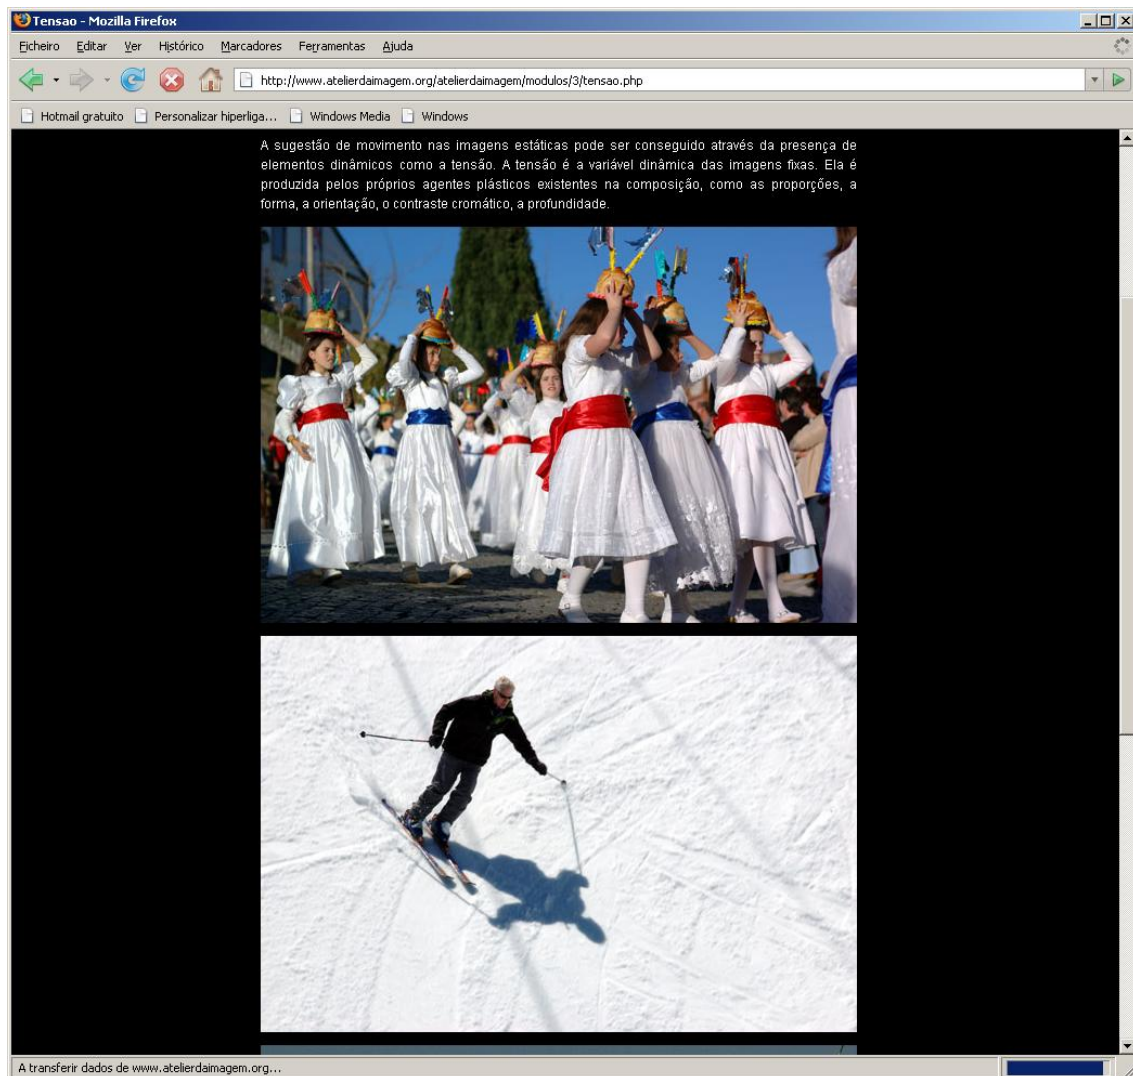 Tensao - Mozilla Firefox
Ficheiro Editar Ver Histórico Marcadores Ferramentas Ajuda
http://www.atelierdaimagem.org/atelierdaimagem/modulos/3/tensao.php
Hotmail gratuito Personalizar hiperliga... Windows Media Windows
A sugestão de movimento nas imagens estáticas pode ser conseguido através da presença de
elementos dinâmicos como a tensão. A tensão é a variável dinâmica das imagens fixas. Ela é
produzida pelos próprios agentes plásticos existentes na composição, como as proporções, a
forma, a orientação, o contraste cromático, a profundidade.
A transferir dados de www.atelierdaimagem.org...